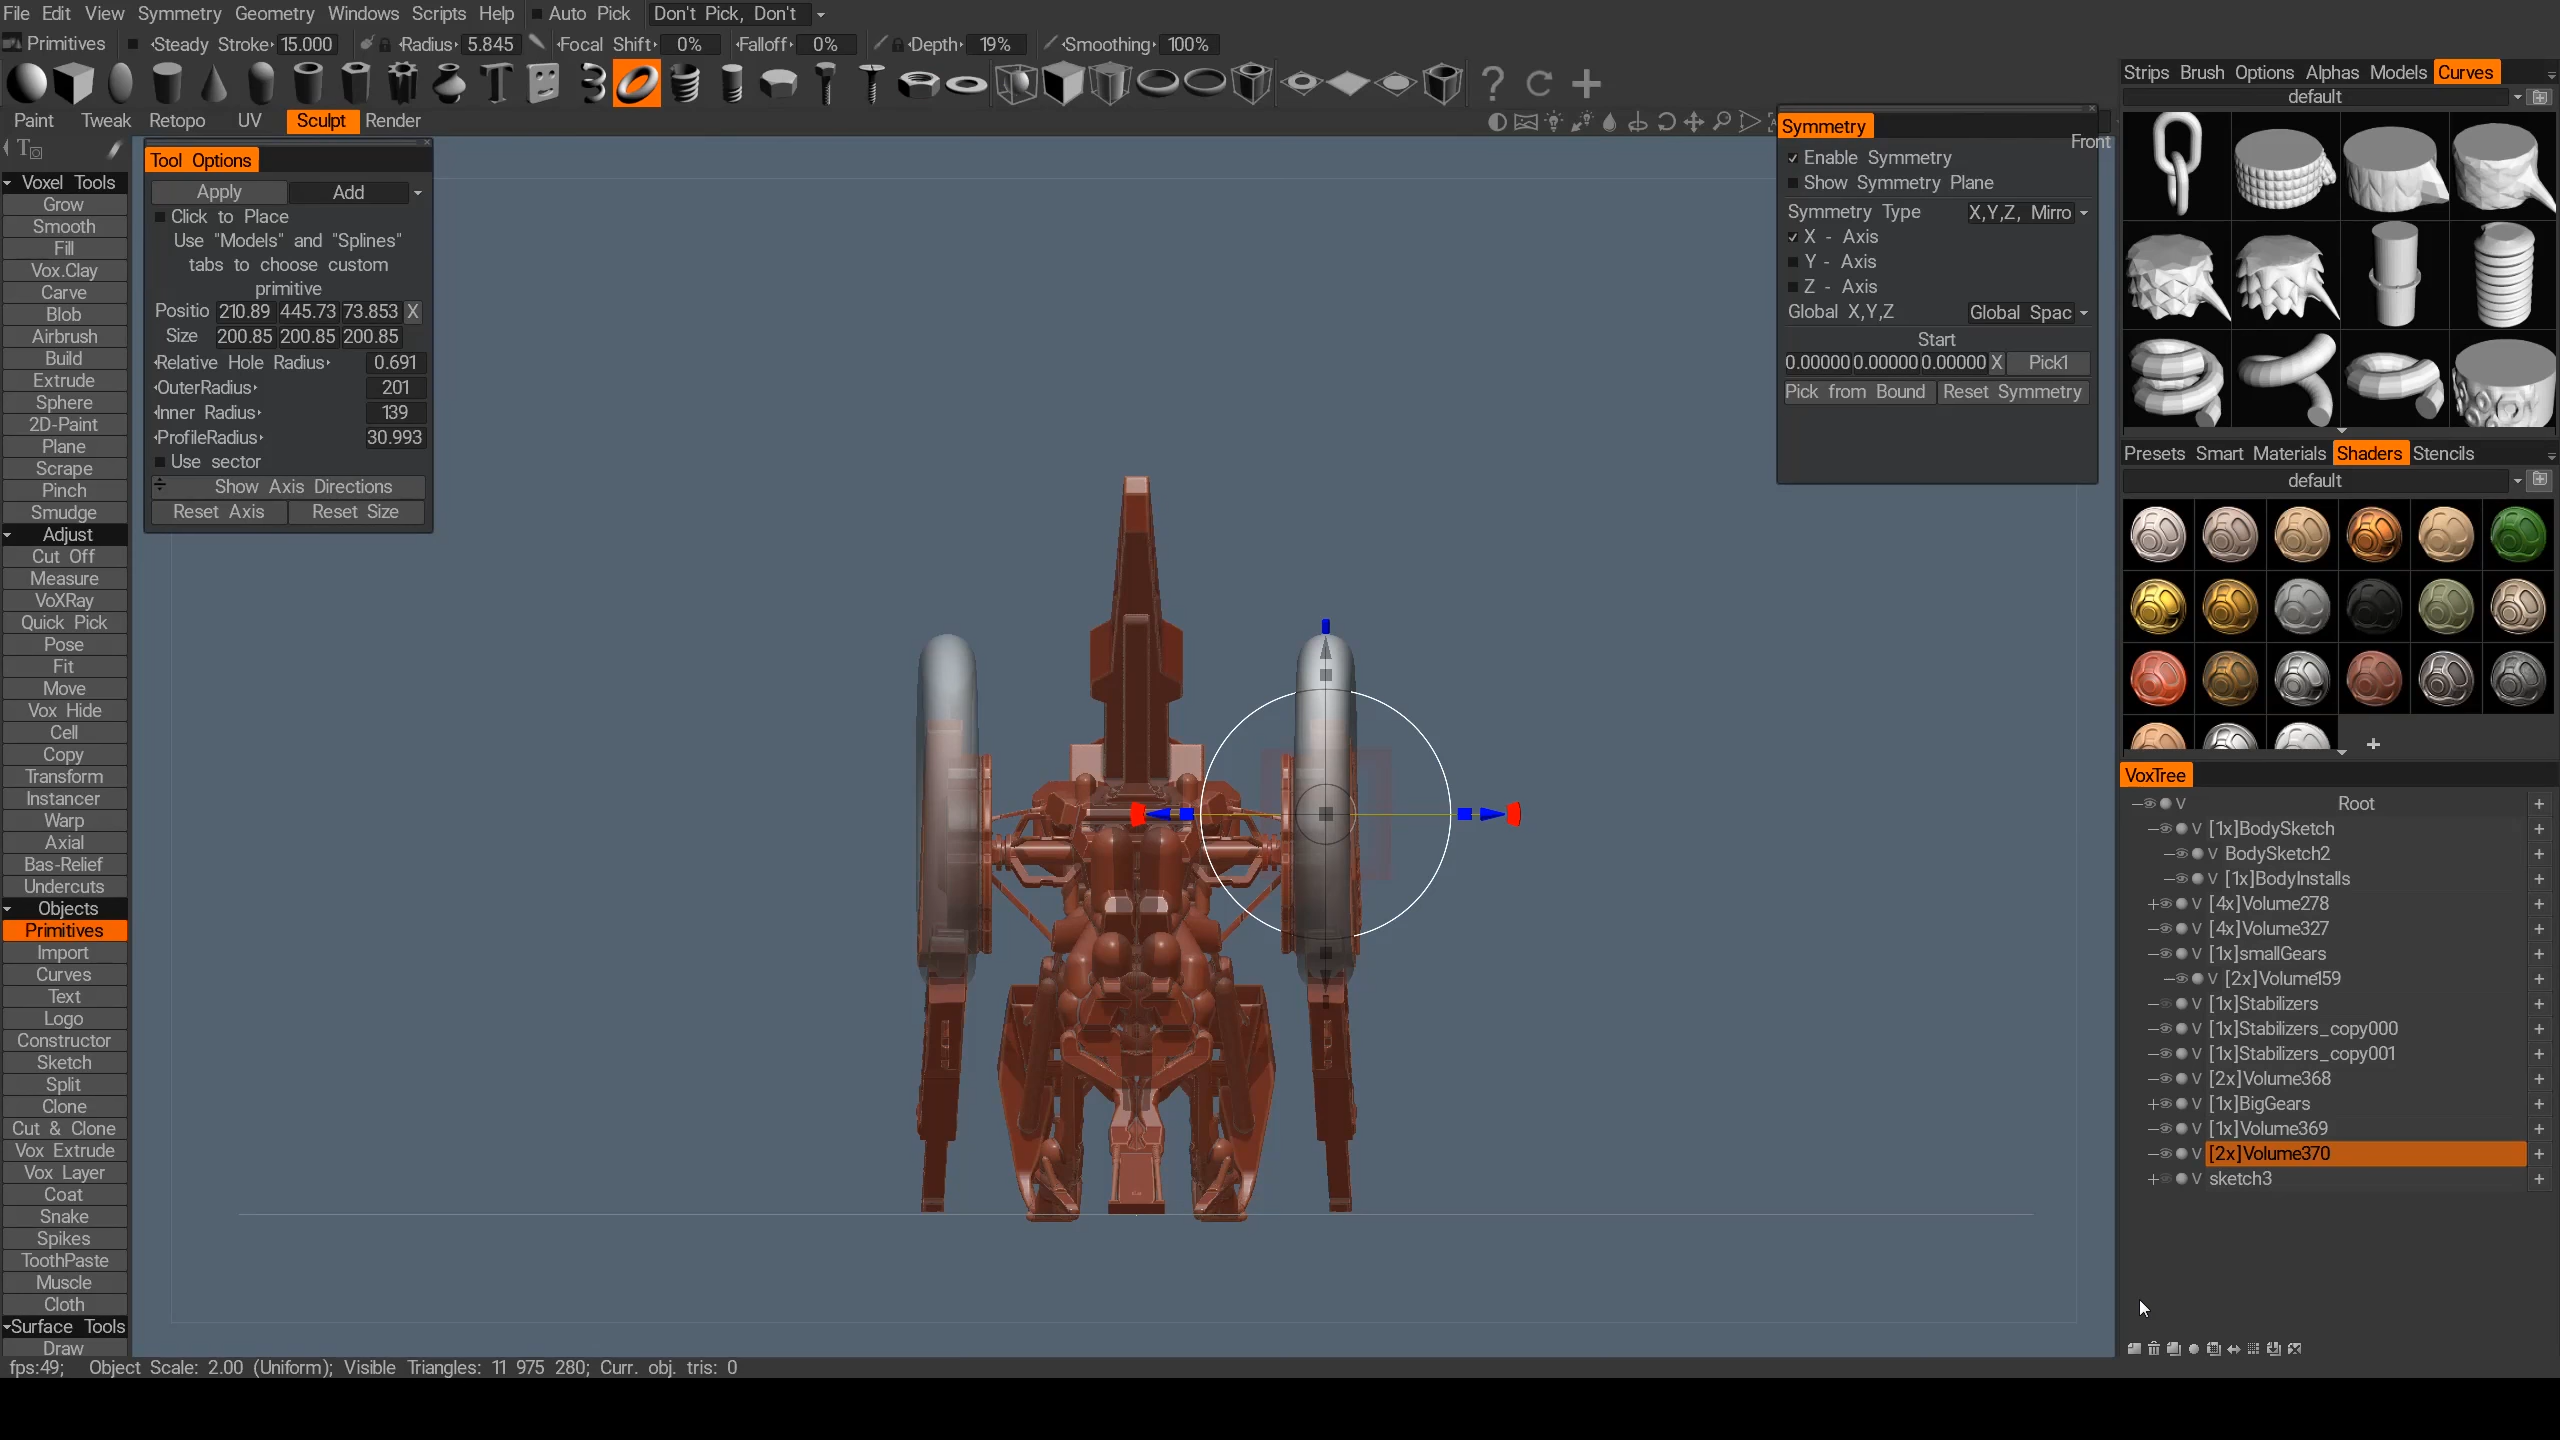 File Edit View Symmetry Geometry Windows Scripts Help Auto Pick Don't Pick, Don't
Primitives Steady Stroke 15.000 Radius 5.845 Focal Shift 0% Falloff 0% Depth 19% Smoothing 100%
Paint Tweak Retopo UV Sculpt Render
Voxel Tools
Grow
Smooth
Fill
Vox.Clay
Carve
Blob
Airbrush
Build
Extrude
Sphere
2D-Paint
Plane
Scrape
Pinch
Smudge
Adjust
Cut Off
Measure
VoXRay
Quick Pick
Pose
Fit
Move
Vox Hide
Cell
Copy
Transform
Instancer
Warp
Axial
Bas-Relief
Undercuts
Objects
Primitives
Import
Curves
Text
Logo
Constructor
Sketch
Split
Clone
Cut & Clone
Vox Extrude
Vox Layer
Coat
Snake
Spikes
ToothPaste
Muscle
Cloth
Surface Tools
Draw
Tool Options
Apply Add
Click to Place
Use "Models" and "Splines"
tabs to choose custom
primitive
Positio 210.89 445.73 73.853 X
Size 200.85 200.85 200.85
Relative Hole Radius 0.691
OuterRadius 201
Inner Radius 139
ProfileRadius 30.993
Use sector
Show Axis Directions
Reset Axis Reset Size
Symmetry
Front
Enable Symmetry
Show Symmetry Plane
Symmetry Type X,Y,Z, Mirro
X - Axis
Y - Axis
Z - Axis
Global X,Y,Z Global Spac
Start
0.00000 0.00000 0.00000 X Pick1
Pick from Bound Reset Symmetry
Strips Brush Options Alphas Models Curves
default
Presets Smart Materials Shaders Stencils
default
VoxTree
V Root +
V [1x]BodySketch +
V BodySketch2 +
V [1x]BodyInstalls +
V [4x]Volume278 +
V [4x]Volume327 +
V [1x]smallGears +
V [2x]Volume159 +
V [1x]Stabilizers +
V [1x]Stabilizers_copy000 +
V [1x]Stabilizers_copy001 +
V [2x]Volume368 +
V [1x]BigGears +
V [1x]Volume369 +
V [2x]Volume370 +
V sketch3 +
fps:49; Object Scale: 2.00 (Uniform); Visible Triangles: 11 975 280; Curr. obj. tris: 0